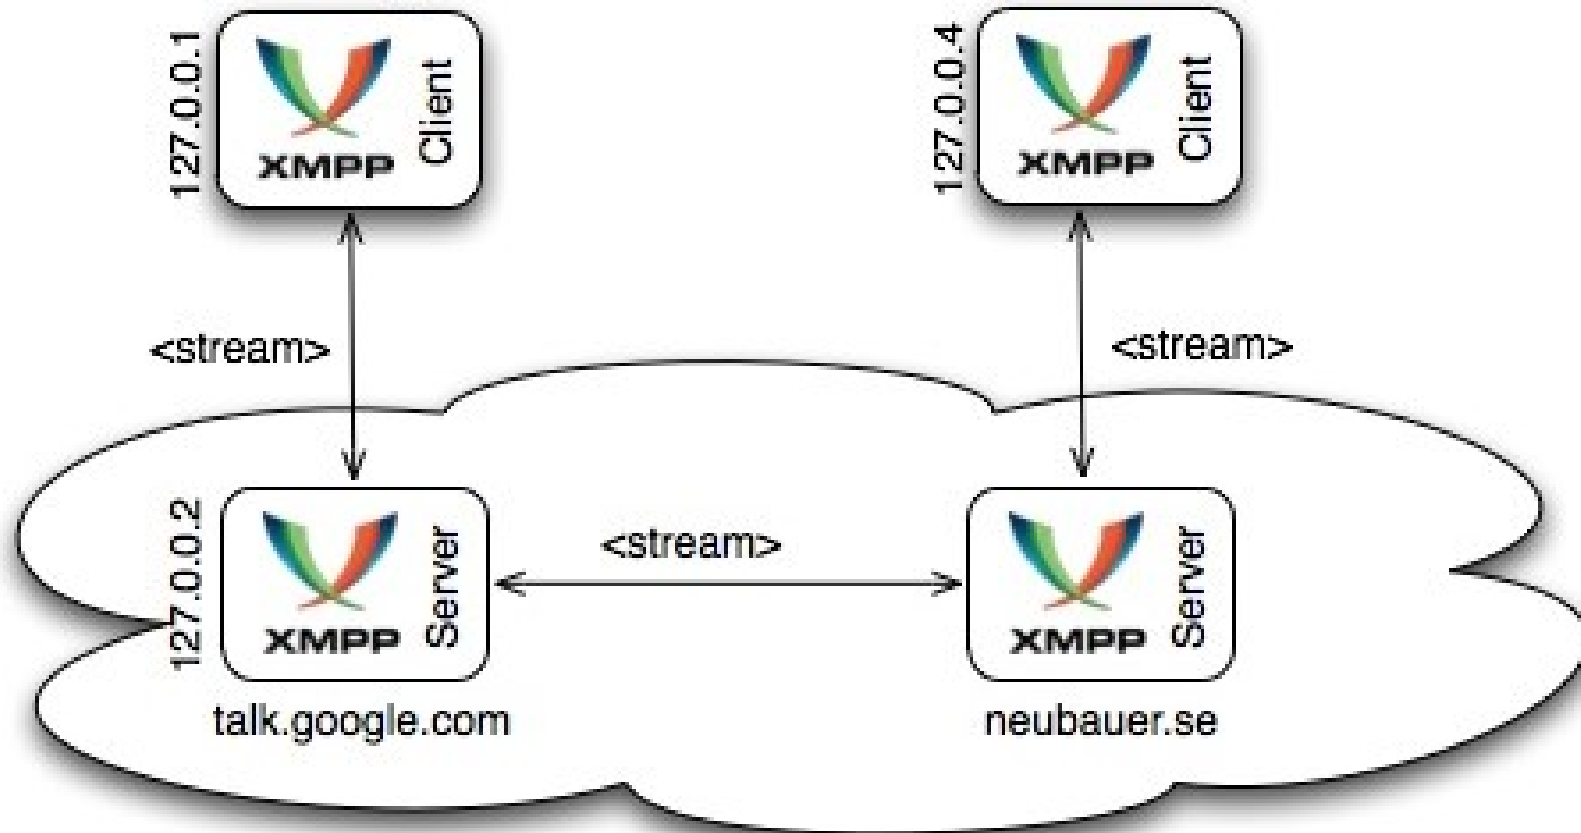 127.0.0.1
XMPP
Client
127.0.0.4
XMPP
Client
<stream>
<stream>
127.0.0.2
XMPP
Server
<stream>
XMPP
Server
talk.google.com
neubauer.se